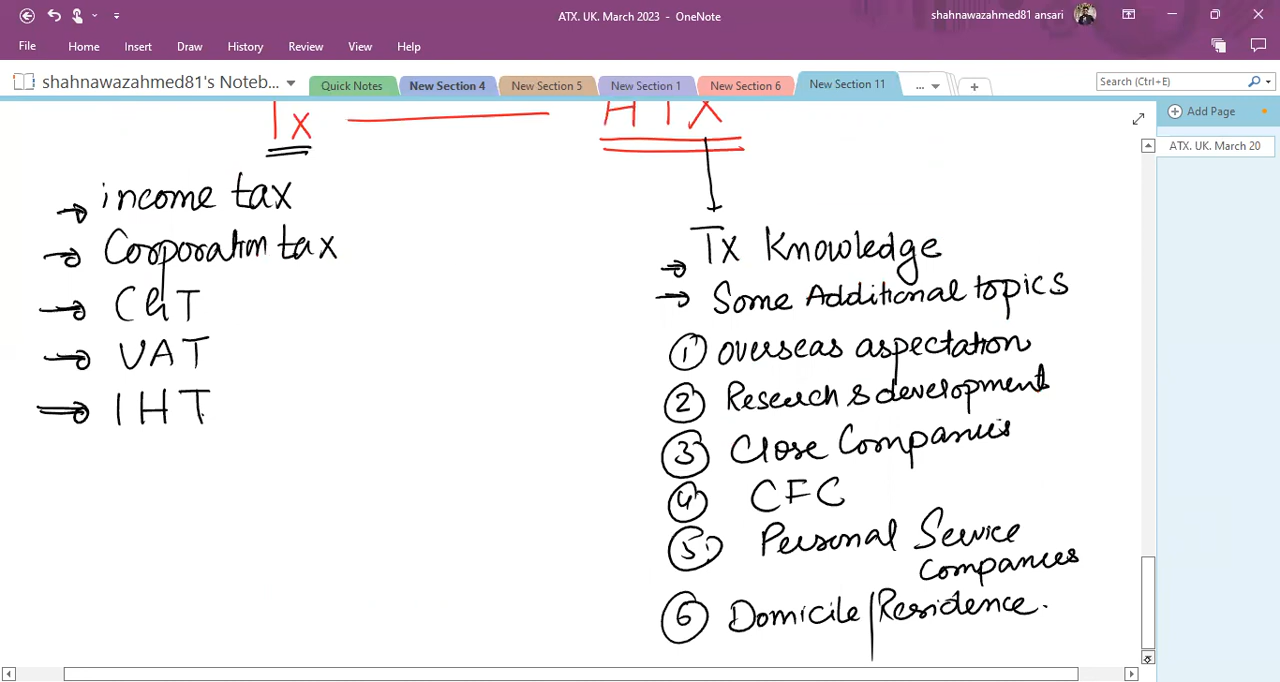 ATX. UK. March 2023 - OneNote
shahnawazahmed81 ansari
File Home Insert Draw History Review View Help
shahnawazahmed81's Noteb...
Quick Notes New Section 4 New Section 5 New Section 1 New Section 6 New Section 11 ...
Search (Ctrl+E)
Add Page
ATX. UK. March 20
Tx
income tax
Corporation tax
CGT
VAT
IHT
Tx Knowledge
Some Additional topics
1 overseas aspectation
2 Research & development
3 Close Companies
4 CFC
5 Personal Service
Companies
6 Domicile/Residence.